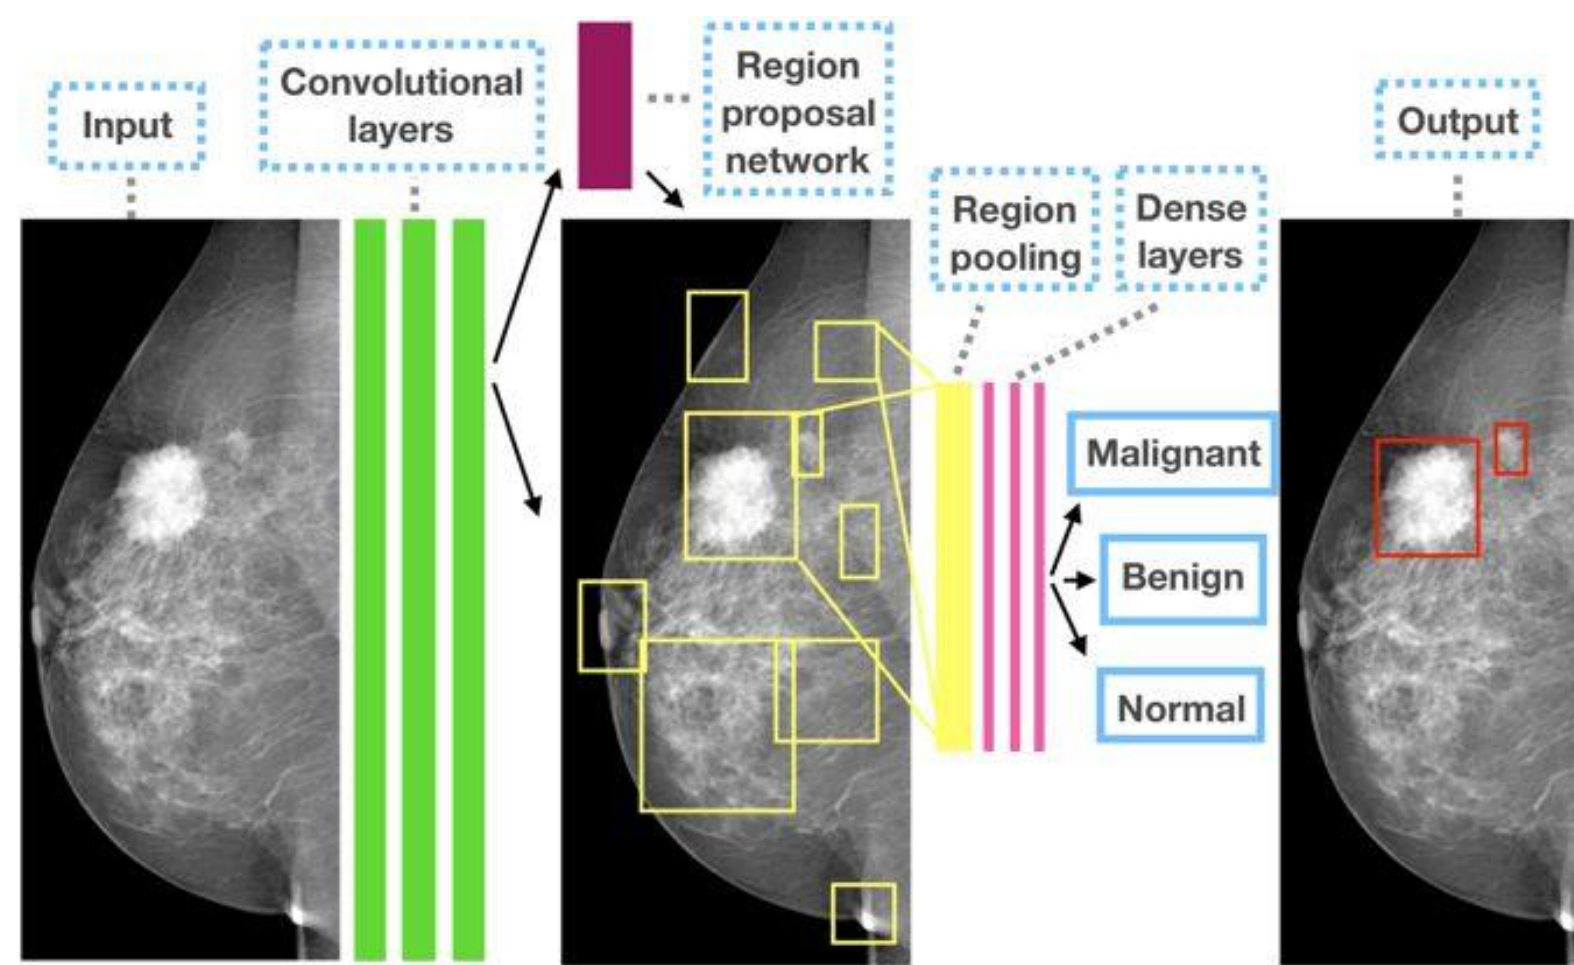 Input
Convolutional
layers
Region
proposal
network
Region
pooling
Dense
layers
Malignant
Benign
Normal
Output